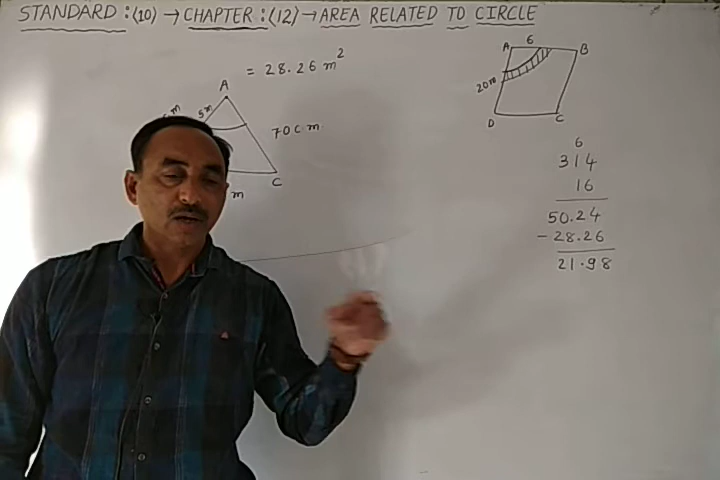 STANDARD:(10) → CHAPTER:(12) → AREA RELATED TO CIRCLE
= 28.26 m²
A
5m
70 cm.
C
m
A 6 B
20m
D C
6
314
16
50.24
- 28.26
21.98